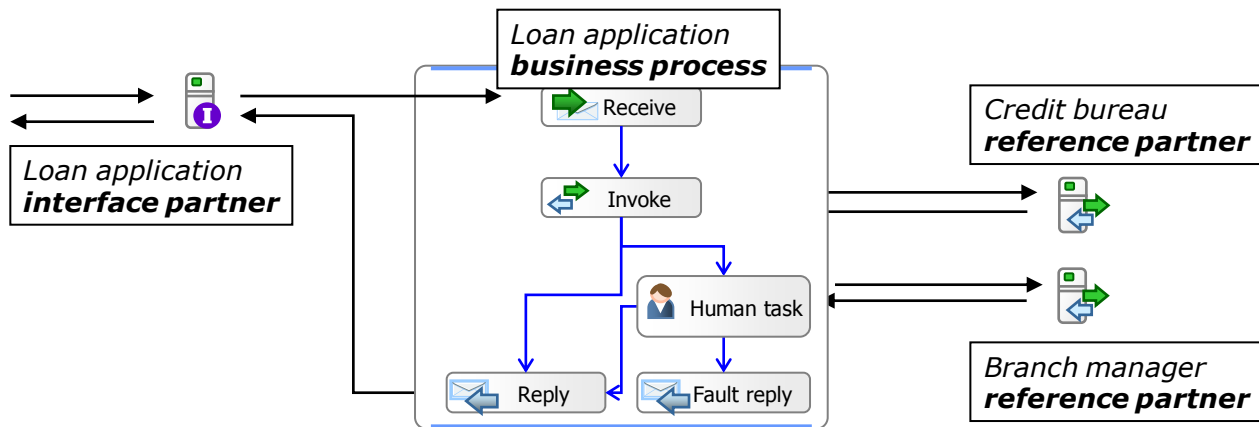 Loan application
business process
Receive
I
Loan application
interface partner
Credit bureau
reference partner
Invoke
Human task
Reply
Fault reply
Branch manager
reference partner